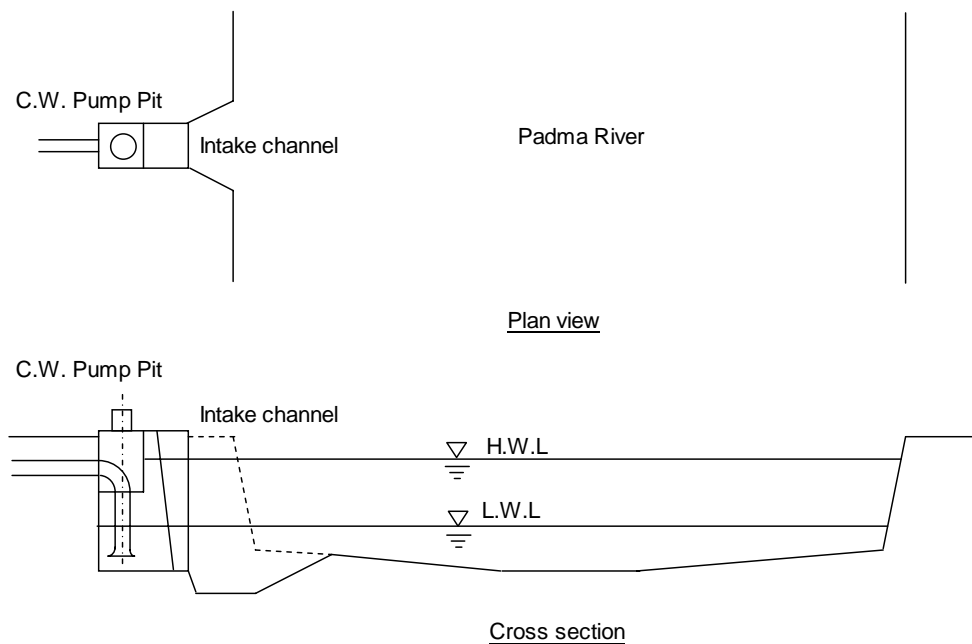 C.W. Pump Pit
Intake channel
Padma River
Plan view
C.W. Pump Pit
Intake channel
H.W.L
L.W.L
Cross section